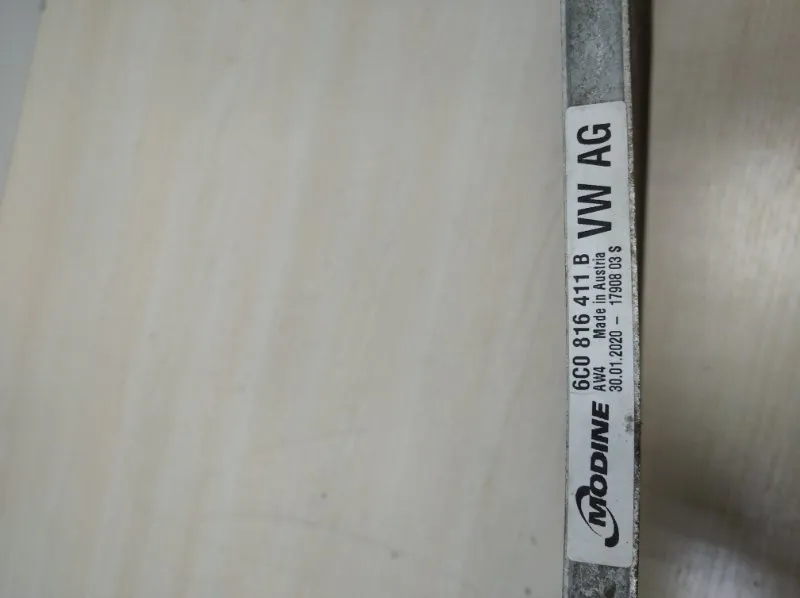 MODINE
6C0 816 411 B
AW4 Made in Austria
30.01.2020 - 17908 03 S
VW AG